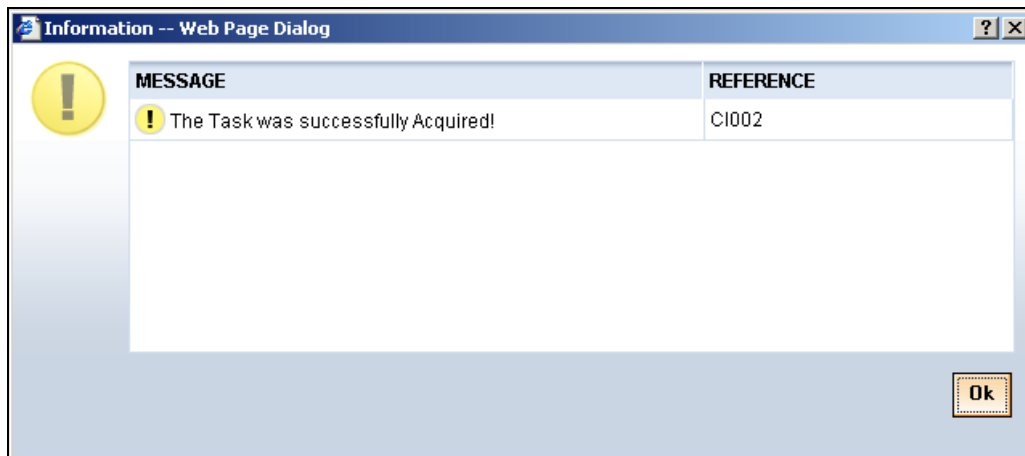 Information -- Web Page Dialog
MESSAGE REFERENCE
The Task was successfully Acquired! CI002
Ok